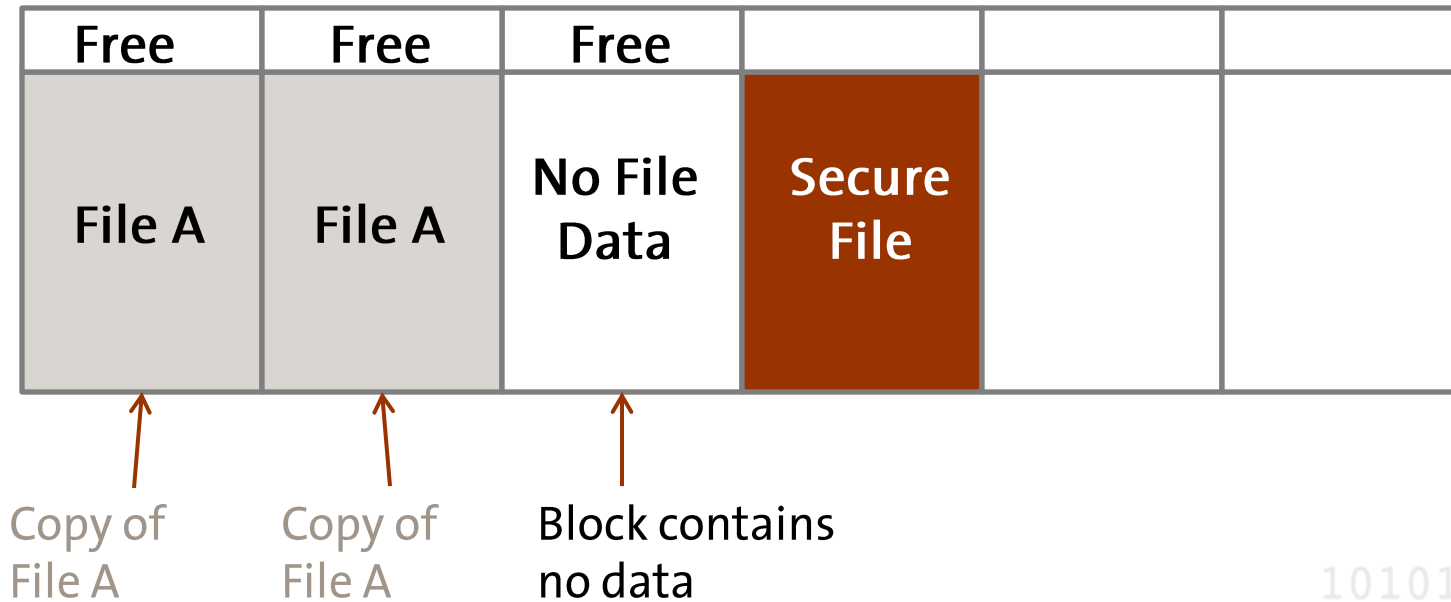 Free Free Free
File A File A No File
Data Secure
File
Copy of
File A
Copy of
File A
Block contains
no data
10101